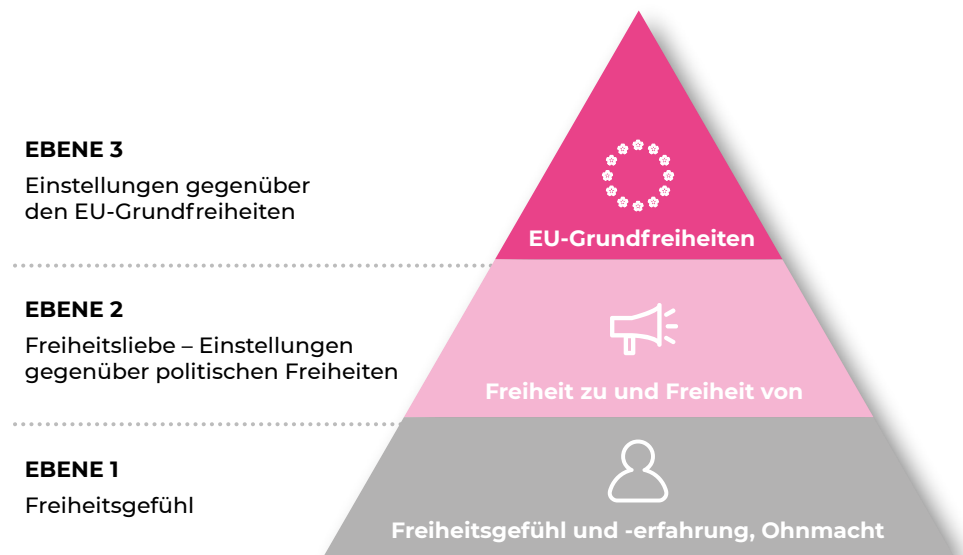 EBENE 3
Einstellungen gegenüber
den EU-Grundfreiheiten
EU-Grundfreiheiten
EBENE 2
Freiheitsliebe – Einstellungen
gegenüber politischen Freiheiten
Freiheit zu und Freiheit von
EBENE 1
Freiheitsgefühl
Freiheitsgefühl und -erfahrung, Ohnmacht